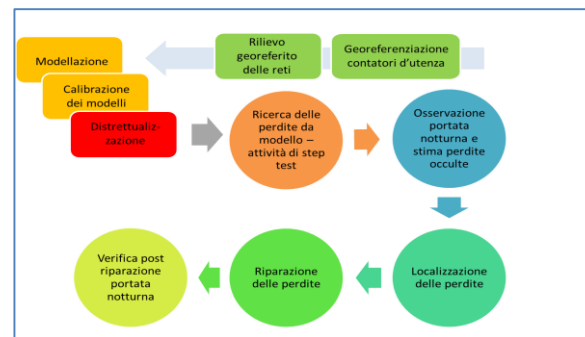 Rilievo
georeferito
delle reti
Georeferenziazione
contatori d'utenza
Modellazione
Calibrazione
dei modelli
Distrettualiz-
zazione
Ricerca delle
perdite da
modello –
attività di step
test
Osservazione
portata
notturna e
stima perdite
occulte
Verifica post
riparazione
portata
notturna
Riparazione
delle perdite
Localizzazione
delle perdite